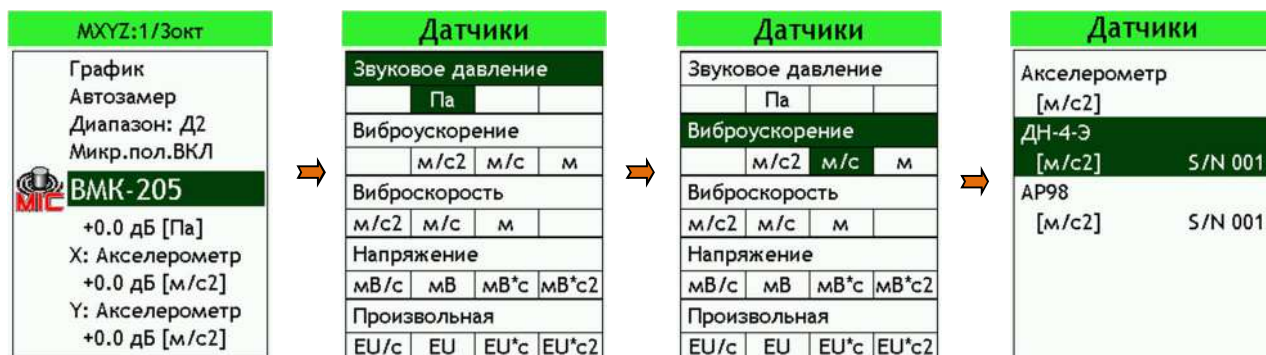 MXYZ:1/3окт
График
Автозамер
Диапазон: Д2
Микр.пол.ВКЛ
MIC
ВМК-205
+0.0 дБ [Па]
X: Акселерометр
+0.0 дБ [м/с2]
Y: Акселерометр
+0.0 дБ [м/с2]
Датчики
Звуковое давление
Па
Виброускорение
м/с2 м/с м
Виброскорость
м/с2 м/с м
Напряжение
мВ/с мВ мВ*с мВ*с2
Произвольная
EU/с EU EU*с EU*с2
Датчики
Звуковое давление
Па
Виброускорение
м/с2 м/с м
Виброскорость
м/с2 м/с м
Напряжение
мВ/с мВ мВ*с мВ*с2
Произвольная
EU/с EU EU*с EU*с2
Датчики
Акселерометр
[м/с2]
ДН-4-Э
[м/с2] S/N 001
АР98
[м/с2] S/N 001